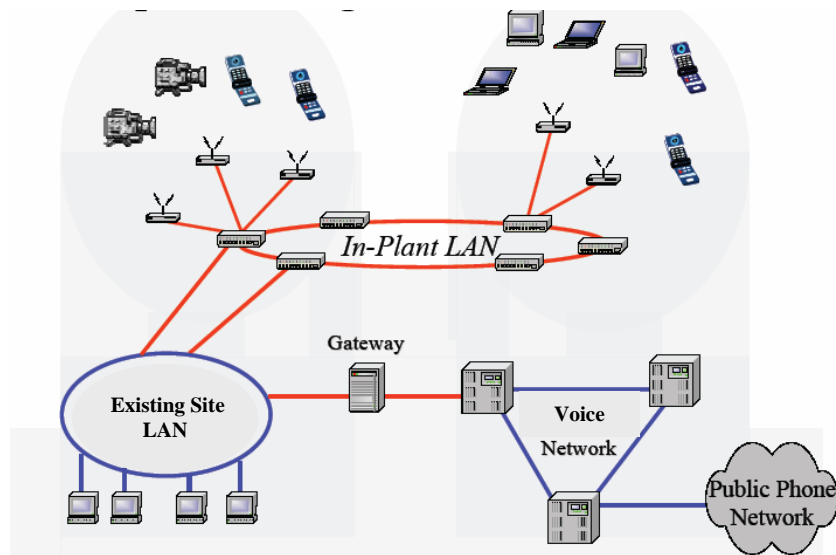 In-Plant LAN
Gateway
Existing Site
LAN
Voice
Network
Public Phone
Network